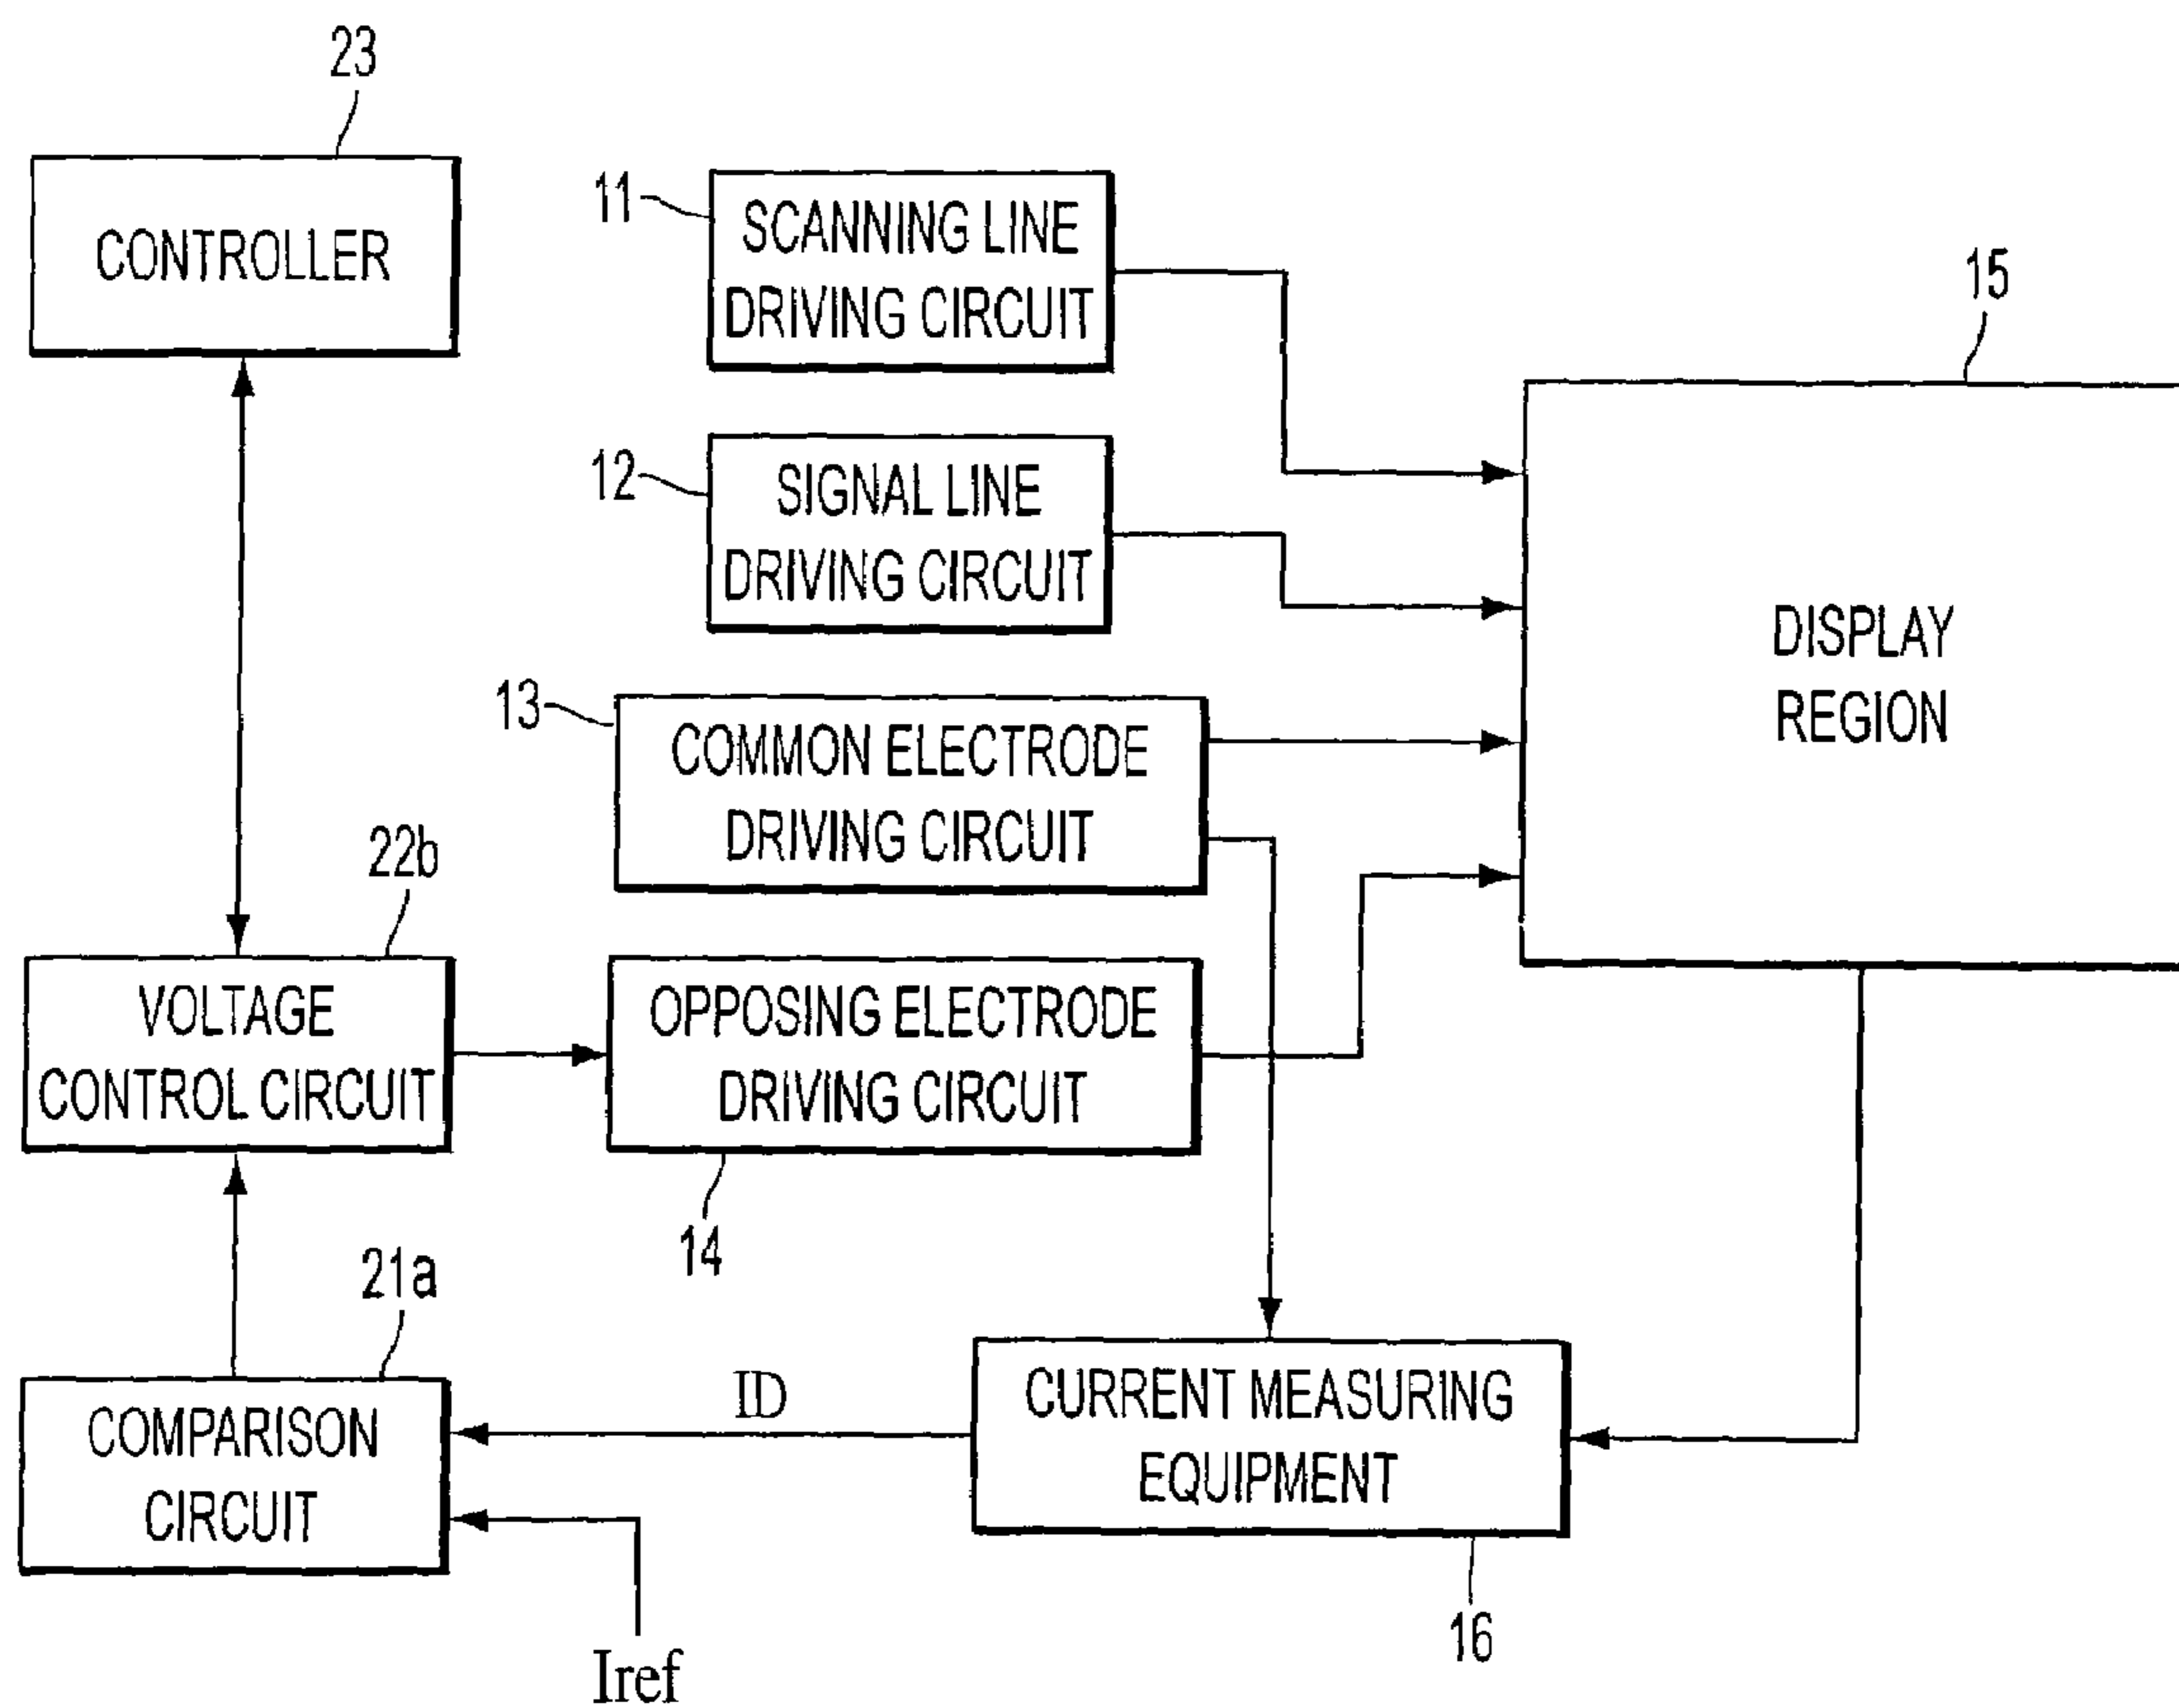 23
CONTROLLER
11
SCANNING LINE
DRIVING CIRCUIT
15
12
SIGNAL LINE
DRIVING CIRCUIT
DISPLAY
REGION
13
COMMON ELECTRODE
DRIVING CIRCUIT
22b
VOLTAGE
CONTROL CIRCUIT
OPPOSING ELECTRODE
DRIVING CIRCUIT
14
21a
COMPARISON
CIRCUIT
ID
CURRENT MEASURING
EQUIPMENT
16
Iref